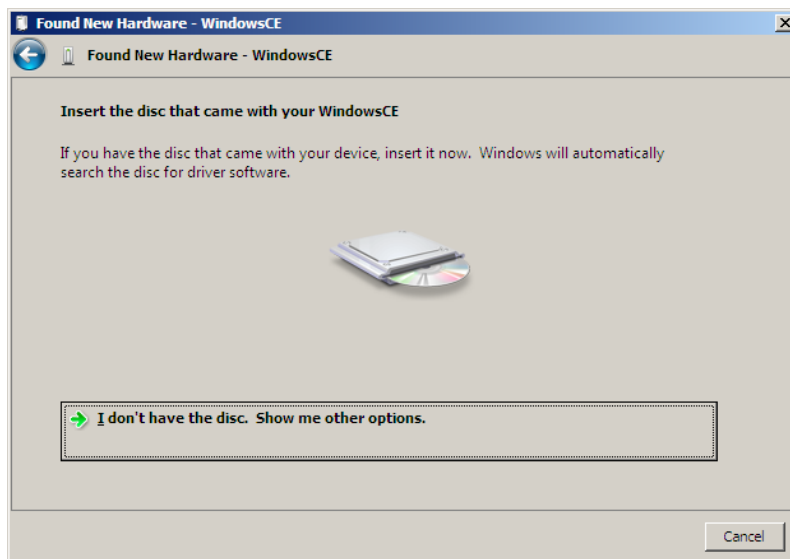 Found New Hardware - WindowsCE
Found New Hardware - WindowsCE
Insert the disc that came with your WindowsCE
If you have the disc that came with your device, insert it now.  Windows will automatically
search the disc for driver software.
I don't have the disc.  Show me other options.
Cancel